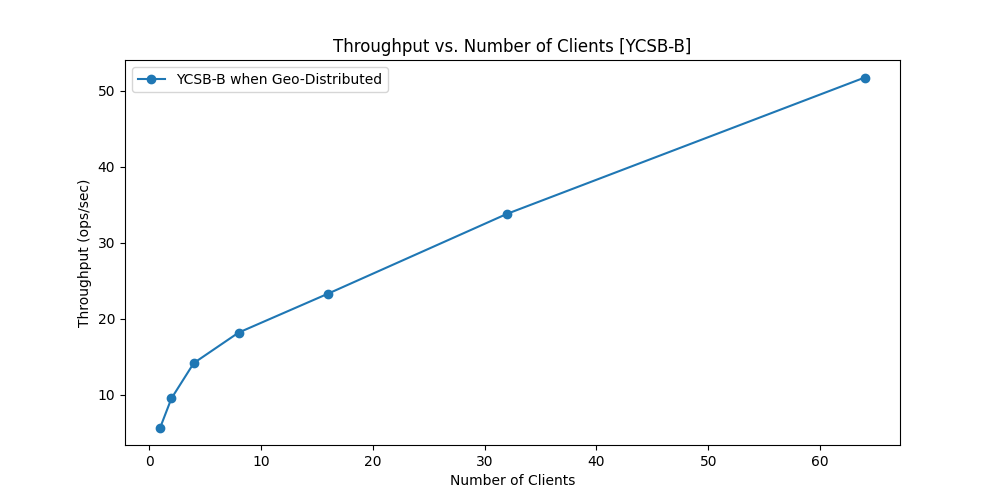 Throughput vs. Number of Clients [YCSB-B]
YCSB-B when Geo-Distributed
50
40
30
20
10
Throughput (ops/sec)
0 10 20 30 40 50 60
Number of Clients